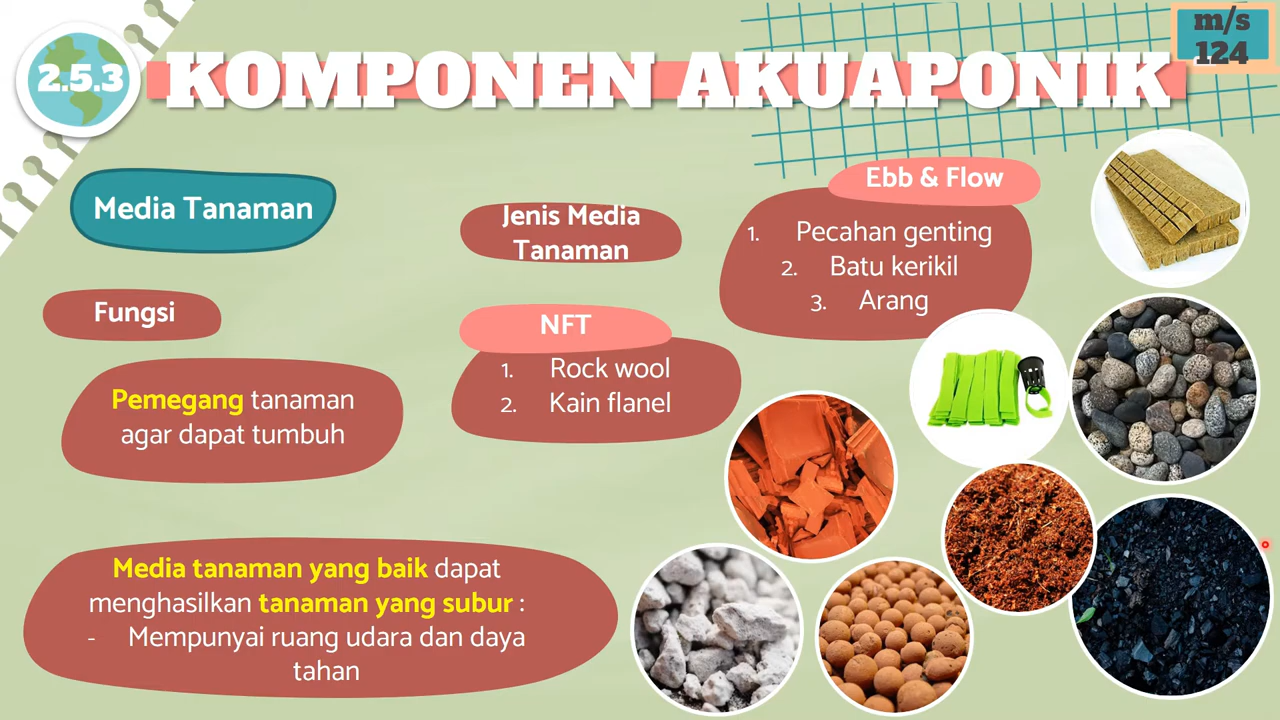 m/s
124
2.5.3
KOMPONEN AKUAPONIK
Media Tanaman
Fungsi
Pemegang tanaman
agar dapat tumbuh
Media tanaman yang baik dapat
menghasilkan tanaman yang subur :
- Mempunyai ruang udara dan daya
tahan
Jenis Media
Tanaman
NFT
1. Rock wool
2. Kain flanel
Ebb & Flow
1. Pecahan genting
2. Batu kerikil
3. Arang